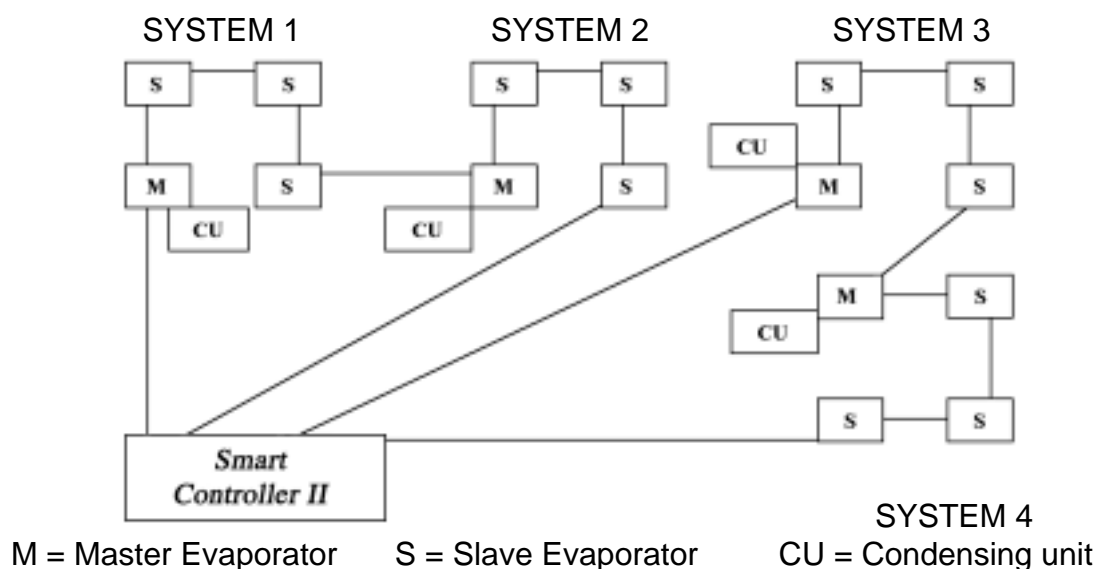 SYSTEM 1 SYSTEM 2 SYSTEM 3
S S S S S S
CU
M S M S M S
CU CU
M S
CU
S S
Smart
Controller II
SYSTEM 4
M = Master Evaporator S = Slave Evaporator CU = Condensing unit